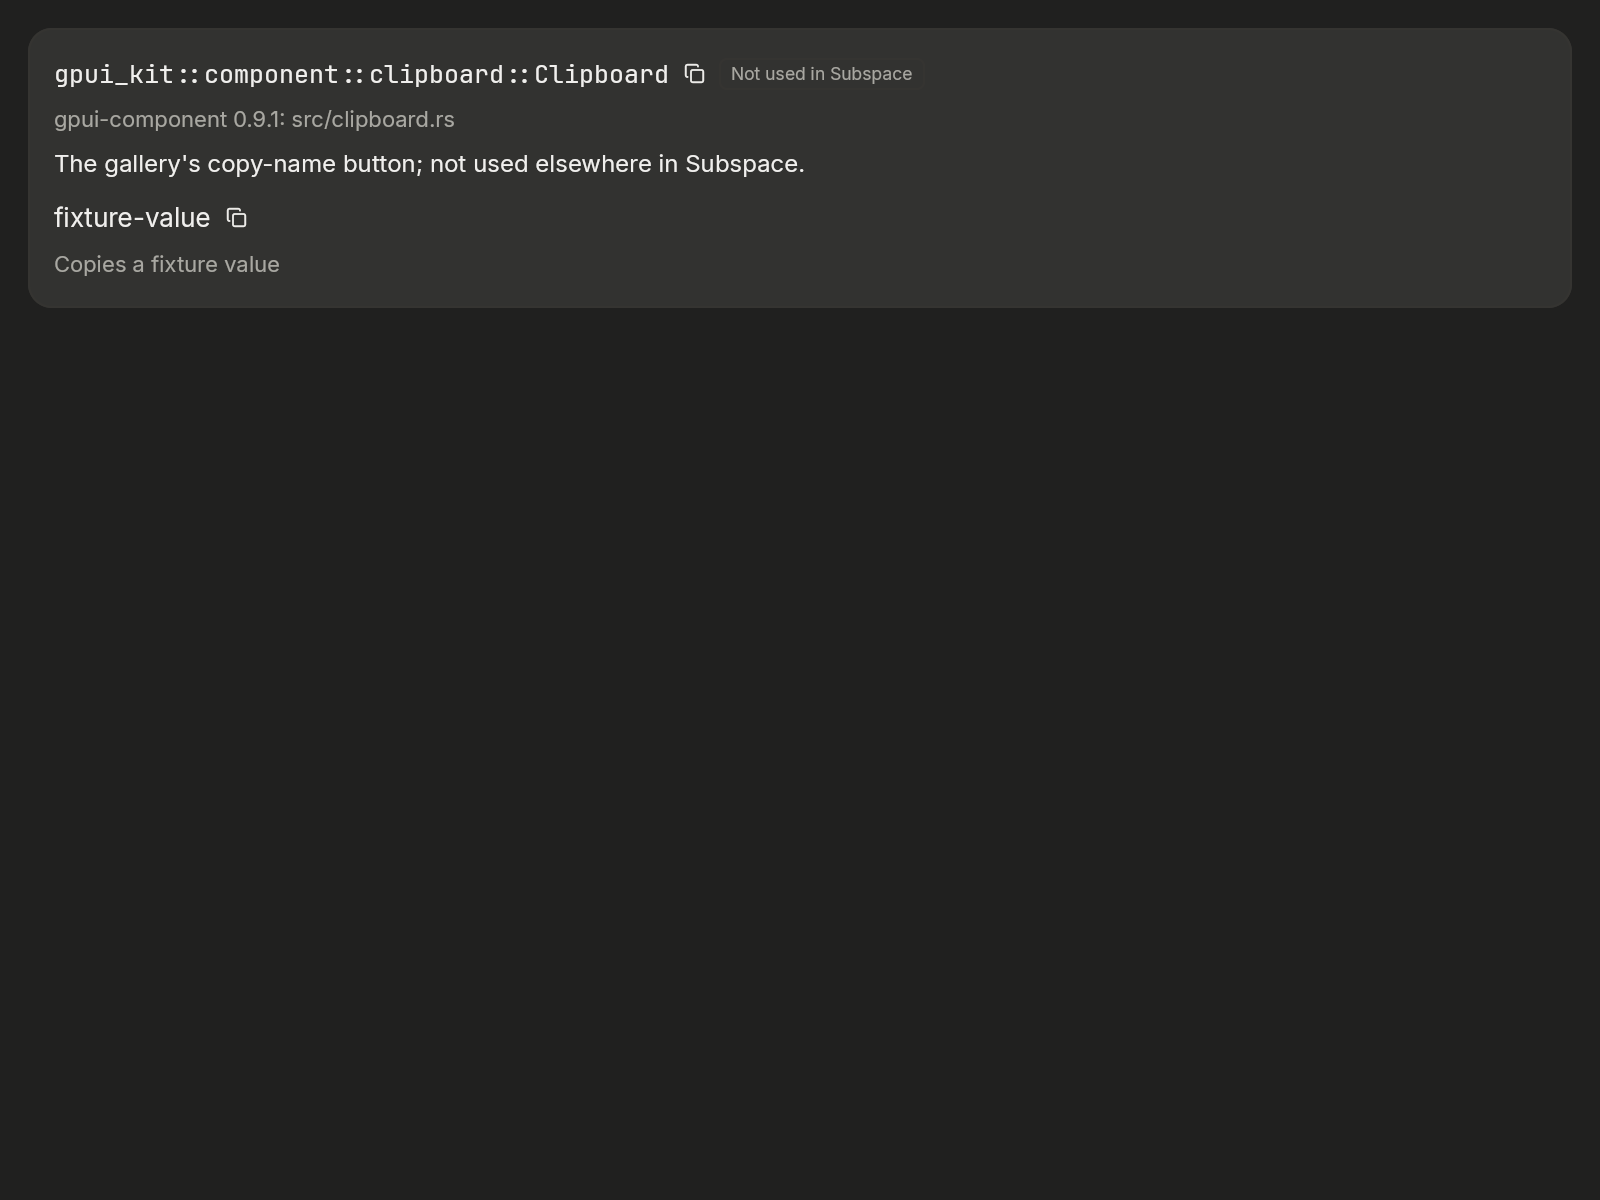 gpui_kit::component::clipboard::Clipboard Not used in Subspace
gpui-component 0.9.1: src/clipboard.rs
The gallery's copy-name button; not used elsewhere in Subspace.
fixture-value
Copies a fixture value